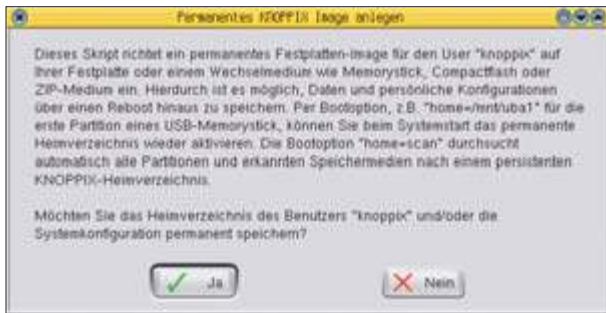 Permanentes KNOPPIX Image anlegen
Dieses Skript richtet ein permanentes Festplatten-Image für den User "knoppix" auf
Ihrer Festplatte oder einem Wechselmedium wie Memorystick, Compactflash oder
ZIP-Medium ein. Hierdurch ist es möglich, Daten und persönliche Konfigurationen
über einen Reboot hinaus zu speichern. Per Bootoption, z.B. "home=/mnt/uba1" für die
erste Partition eines USB-Memorystick, können Sie beim Systemstart das permanente
Heimverzeichnis wieder aktivieren. Die Bootoption "home=scan" durchsucht
automatisch alle Partitionen und erkannten Speichermedien nach einem persistenten
KNOPPIX-Heimverzeichnis.
Möchten Sie das Heimverzeichnis des Benutzers "knoppix" und/oder die
Systemkonfiguration permanent speichern?
Ja
Nein